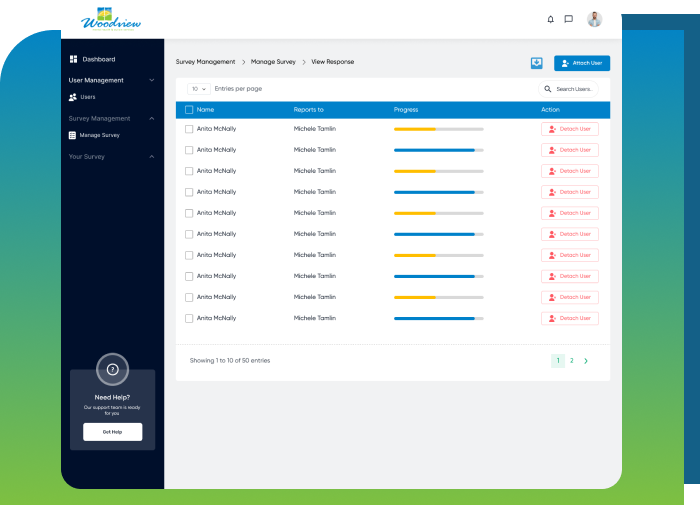 Woodview
Dashboard
User Management
Users
Survey Management
Manage Survey
Your Survey
Need Help?
Our support team is ready
for you
Get Help
Survey Management > Manage Survey > View Response
Attach User
10 Entries per page
Search Users..
Name Reports to Progress Action
Anita McNally Michele Tamlin Detach User
Anita McNally Michele Tamlin Detach User
Anita McNally Michele Tamlin Detach User
Anita McNally Michele Tamlin Detach User
Anita McNally Michele Tamlin Detach User
Anita McNally Michele Tamlin Detach User
Anita McNally Michele Tamlin Detach User
Anita McNally Michele Tamlin Detach User
Anita McNally Michele Tamlin Detach User
Anita McNally Michele Tamlin Detach User
Showing 1 to 10 of 50 entries
1 2 >